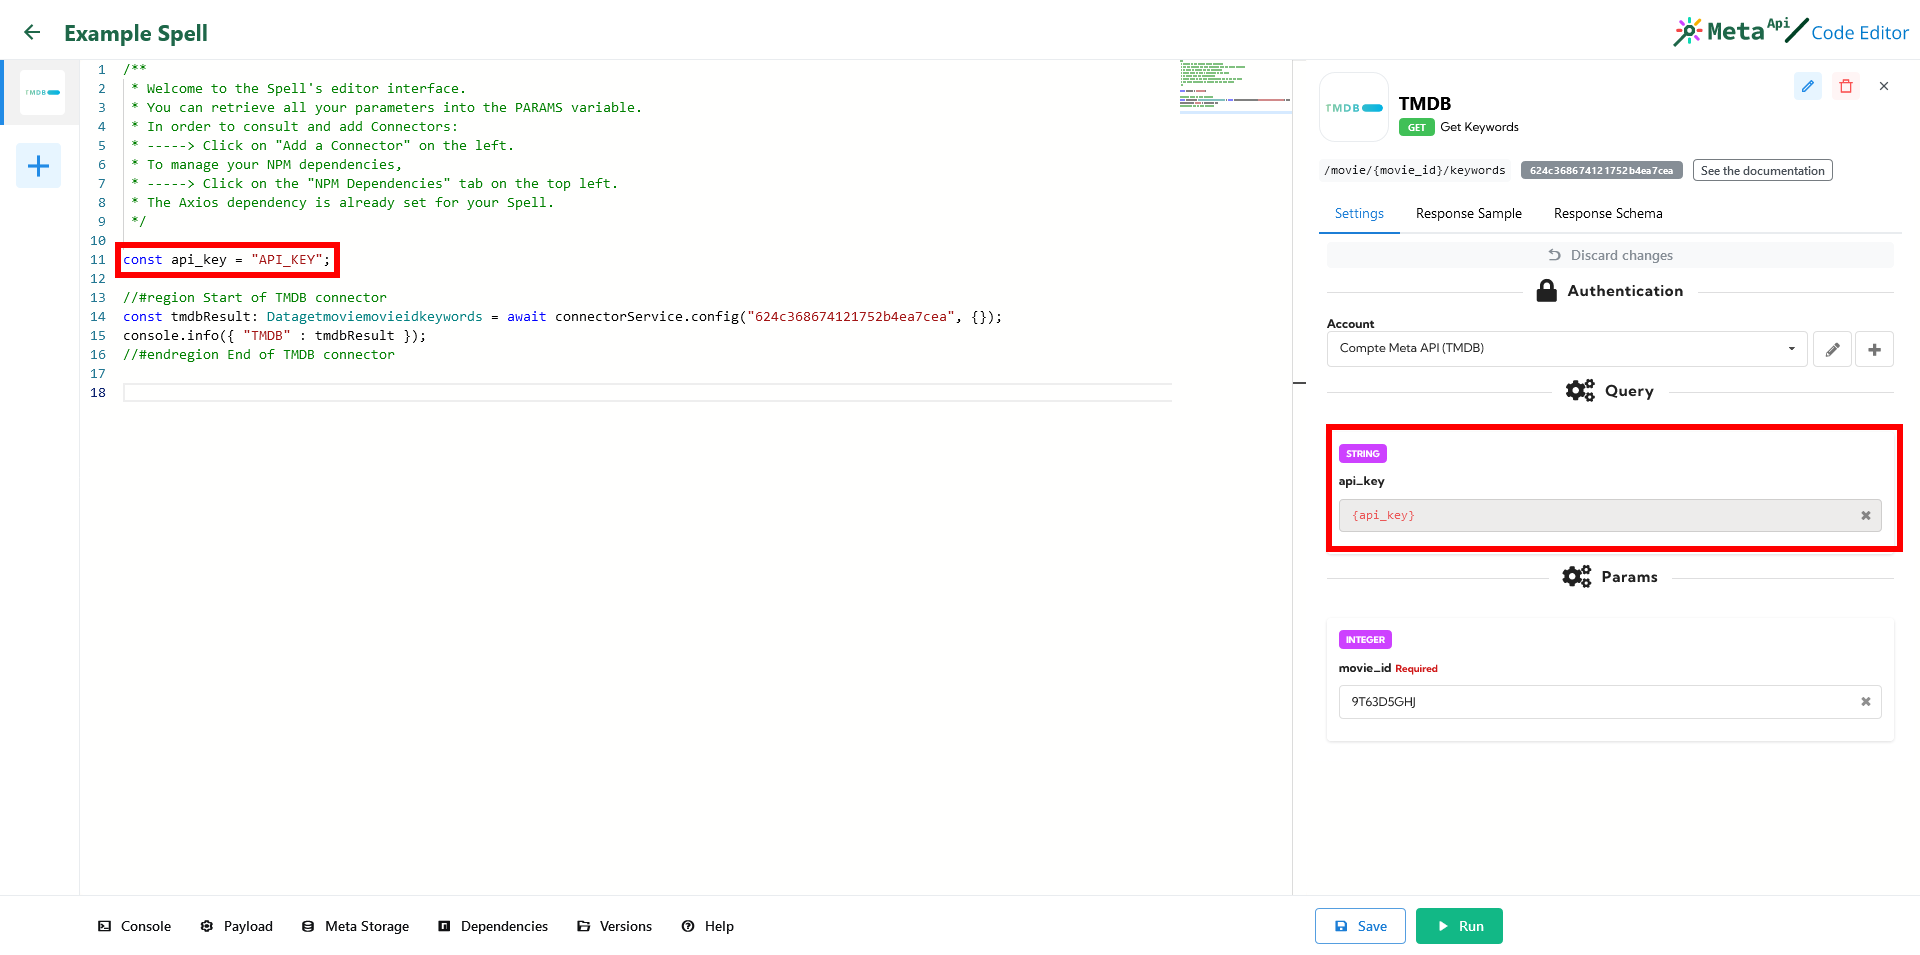 Example Spell
Meta Api / Code Editor
TMDB
1 /**
2 * Welcome to the Spell's editor interface.
3 * You can retrieve all your parameters into the PARAMS variable.
4 * In order to consult and add Connectors:
5 * -----> Click on "Add a Connector" on the left.
6 * To manage your NPM dependencies,
7 * -----> Click on the "NPM Dependencies" tab on the top left.
8 * The Axios dependency is already set for your Spell.
9 */
10
11 const api_key = "API_KEY";
12
13 //#region Start of TMDB connector
14 const tmdbResult: Datagetmoviemovieidkeywords = await connectorService.config("624c368674121752b4ea7cea", {});
15 console.info({ "TMDB" : tmdbResult });
16 //#endregion End of TMDB connector
17
18
TMDB
TMDB
GET Get Keywords
/movie/{movie_id}/keywords 624c368674121752b4ea7cea See the documentation
Settings Response Sample Response Schema
Discard changes
Authentication
Account
Compte Meta API (TMDB)
Query
STRING
api_key
{api_key}
Params
INTEGER
movie_id Required
9T63D5GHJ
Console Payload Meta Storage Dependencies Versions Help Save Run